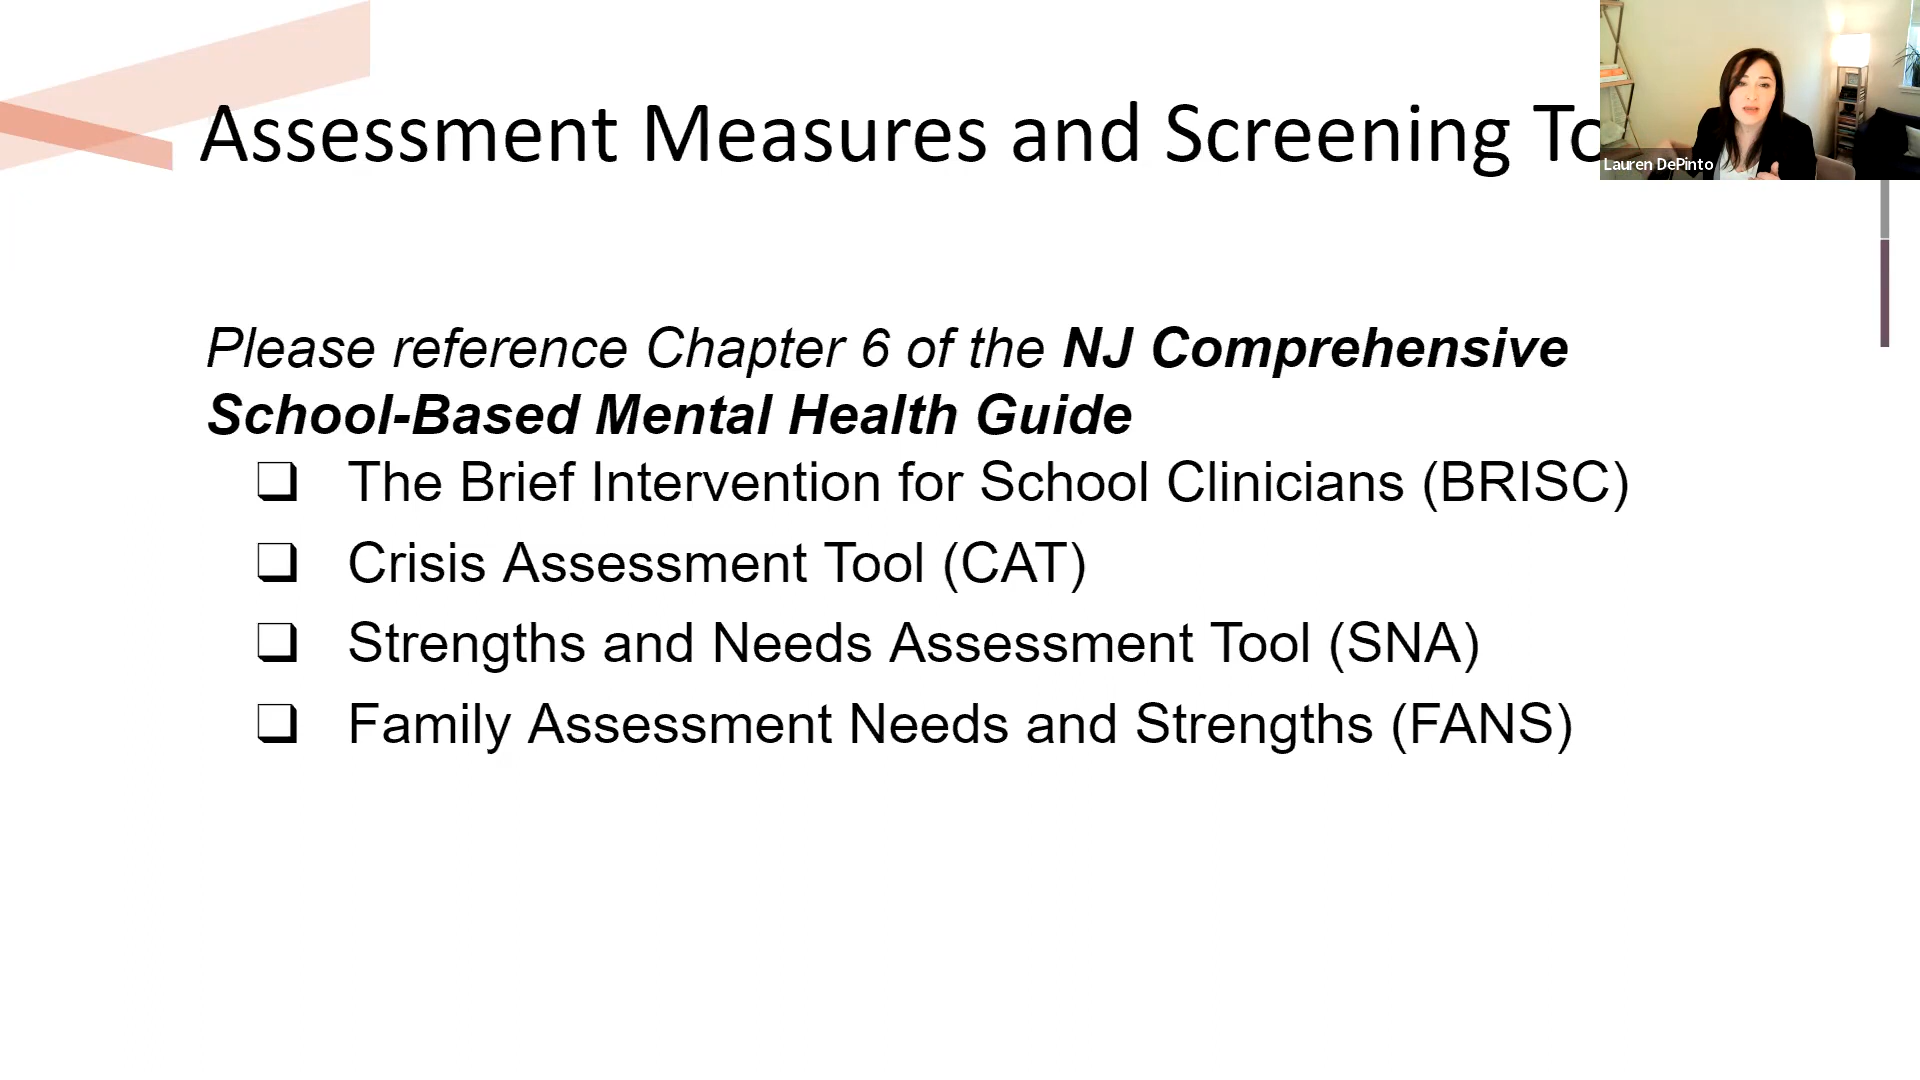 Assessment Measures and Screening To
Lauren DePinto
Please reference Chapter 6 of the NJ Comprehensive
School-Based Mental Health Guide
❑ The Brief Intervention for School Clinicians (BRISC)
❑ Crisis Assessment Tool (CAT)
❑ Strengths and Needs Assessment Tool (SNA)
❑ Family Assessment Needs and Strengths (FANS)